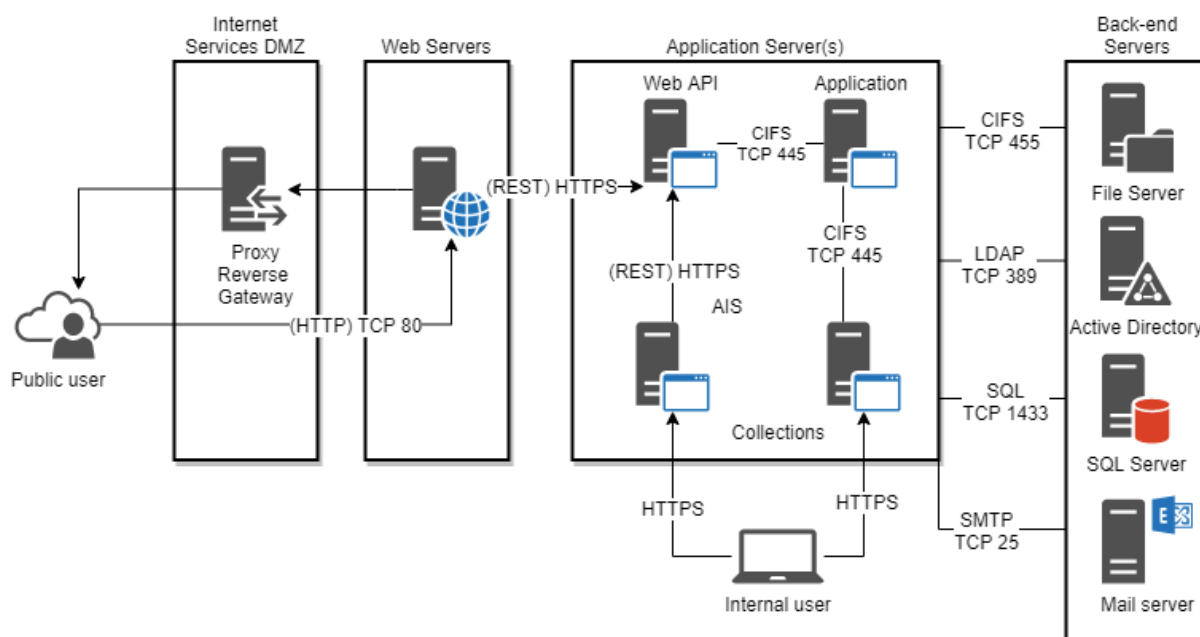 Internet
Services DMZ
Web Servers
Application Server(s)
Back-end
Servers
Web API
Application
CIFS
TCP 445
CIFS
TCP 455
File Server
(REST) HTTPS
Proxy
Reverse
Gateway
CIFS
TCP 445
(REST) HTTPS
LDAP
TCP 389
AIS
Active Directory
(HTTP) TCP 80
Public user
SQL
TCP 1433
Collections
SQL Server
HTTPS
HTTPS
SMTP
TCP 25
E
Internal user
Mail server